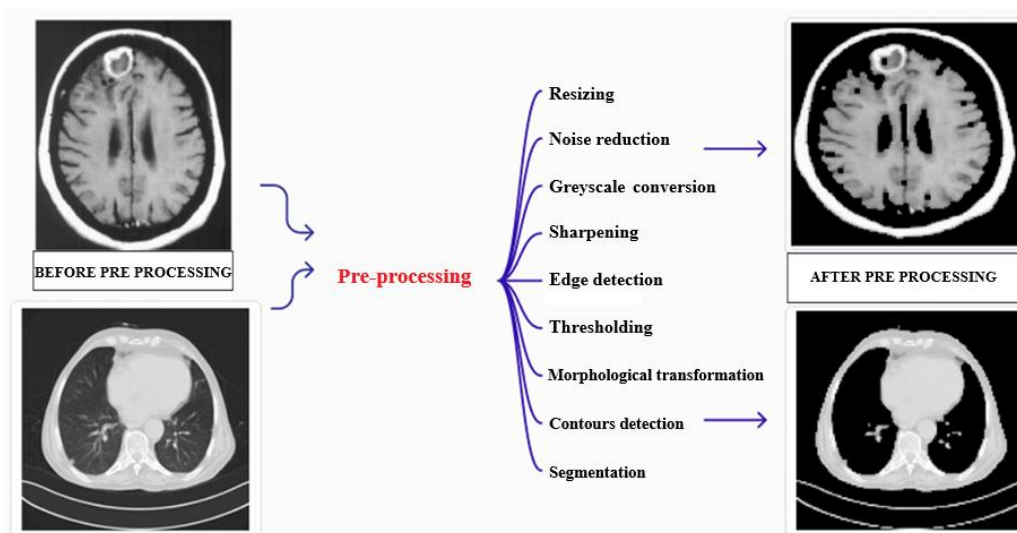 BEFORE PRE PROCESSING
Pre-processing
Resizing
Noise reduction
Greyscale conversion
Sharpening
Edge detection
Thresholding
Morphological transformation
Contours detection
Segmentation
AFTER PRE PROCESSING